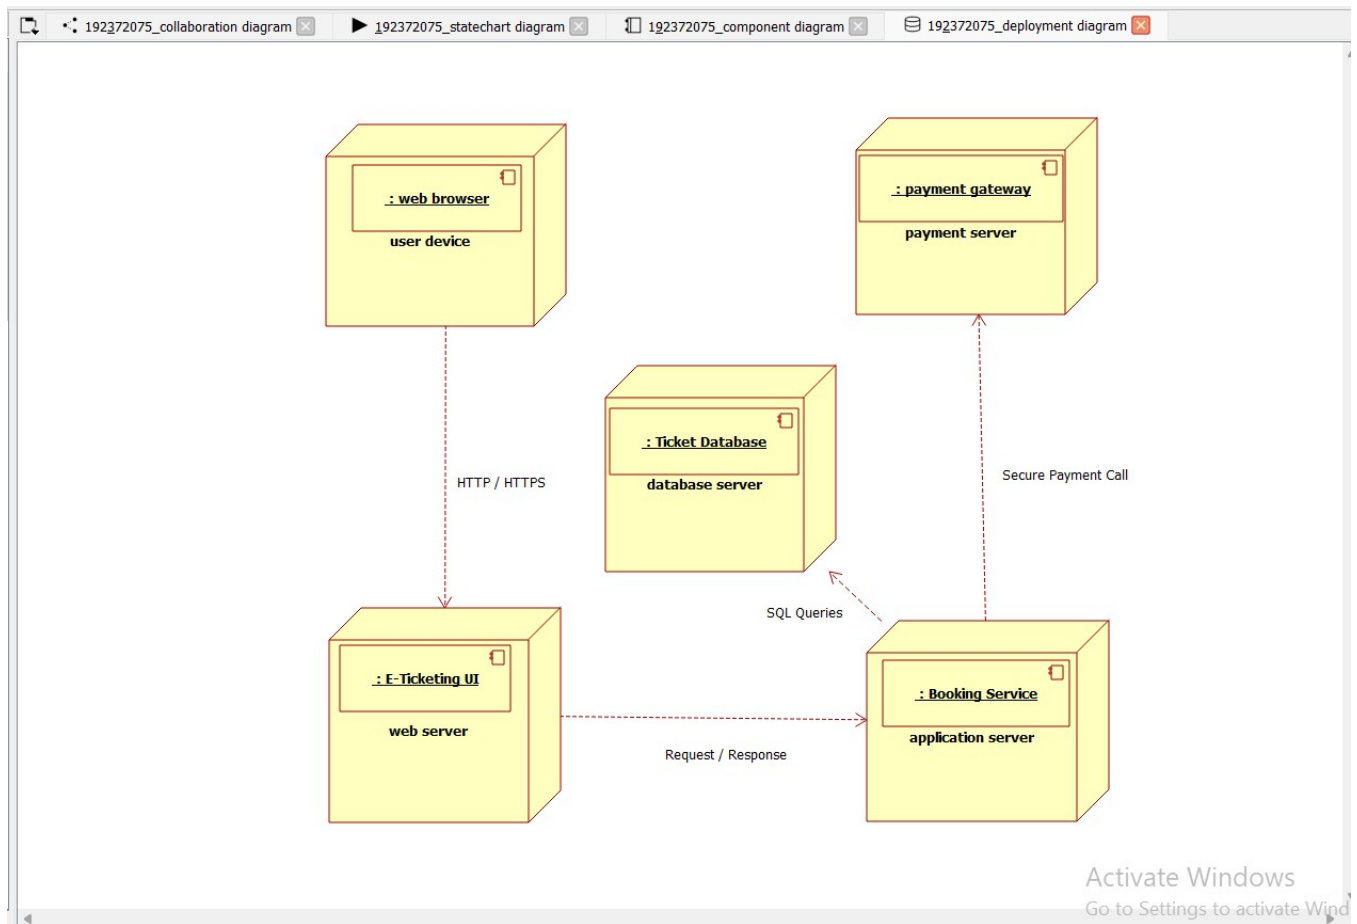 192372075_collaboration diagram
192372075_statechart diagram
192372075_component diagram
192372075_deployment diagram
: web browser
user device
: payment gateway
payment server
: Ticket Database
database server
HTTP / HTTPS
Secure Payment Call
SQL Queries
: E-Ticketing UI
web server
: Booking Service
application server
Request / Response
Activate Windows
Go to Settings to activate Wind